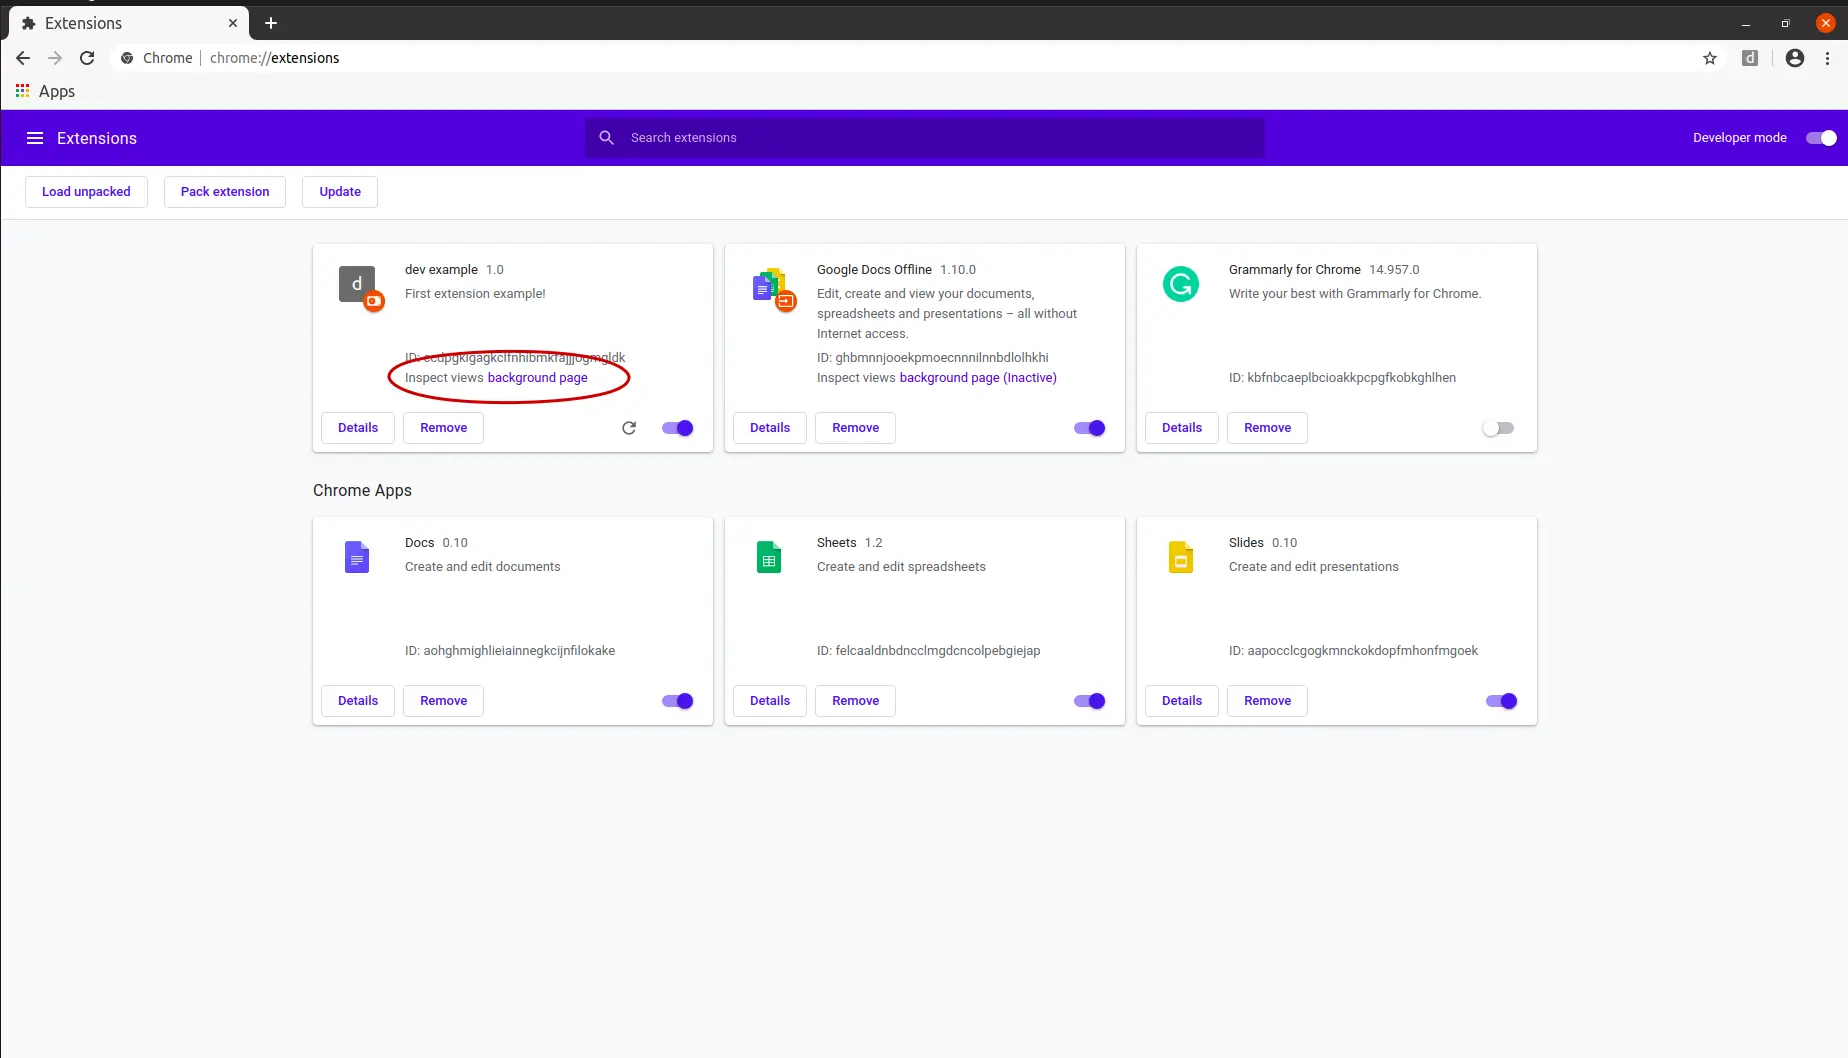 Extensions
Chrome chrome://extensions
Apps
Extensions
Search extensions
Developer mode
Load unpacked
Pack extension
Update
d
dev example 1.0
First extension example!
ID: ecdpgkigagkclfnhibmkfajjjogmgldk
Inspect views background page
Details
Remove
Google Docs Offline 1.10.0
Edit, create and view your documents,
spreadsheets and presentations – all without
Internet access.
ID: ghbmnnjooekpmoecnnnilnnbdlolhkhi
Inspect views background page (Inactive)
Details
Remove
Grammarly for Chrome 14.957.0
Write your best with Grammarly for Chrome.
ID: kbfnbcaeplbcioakkpcpgfkobkghlhen
Details
Remove
Chrome Apps
Docs 0.10
Create and edit documents
ID: aohghmighlieiainnegkcijnfilokake
Details
Remove
Sheets 1.2
Create and edit spreadsheets
ID: felcaaldnbdncclmgdcncolpebgiejap
Details
Remove
Slides 0.10
Create and edit presentations
ID: aapocclcgogkmnckokdopfmhonfmgoek
Details
Remove